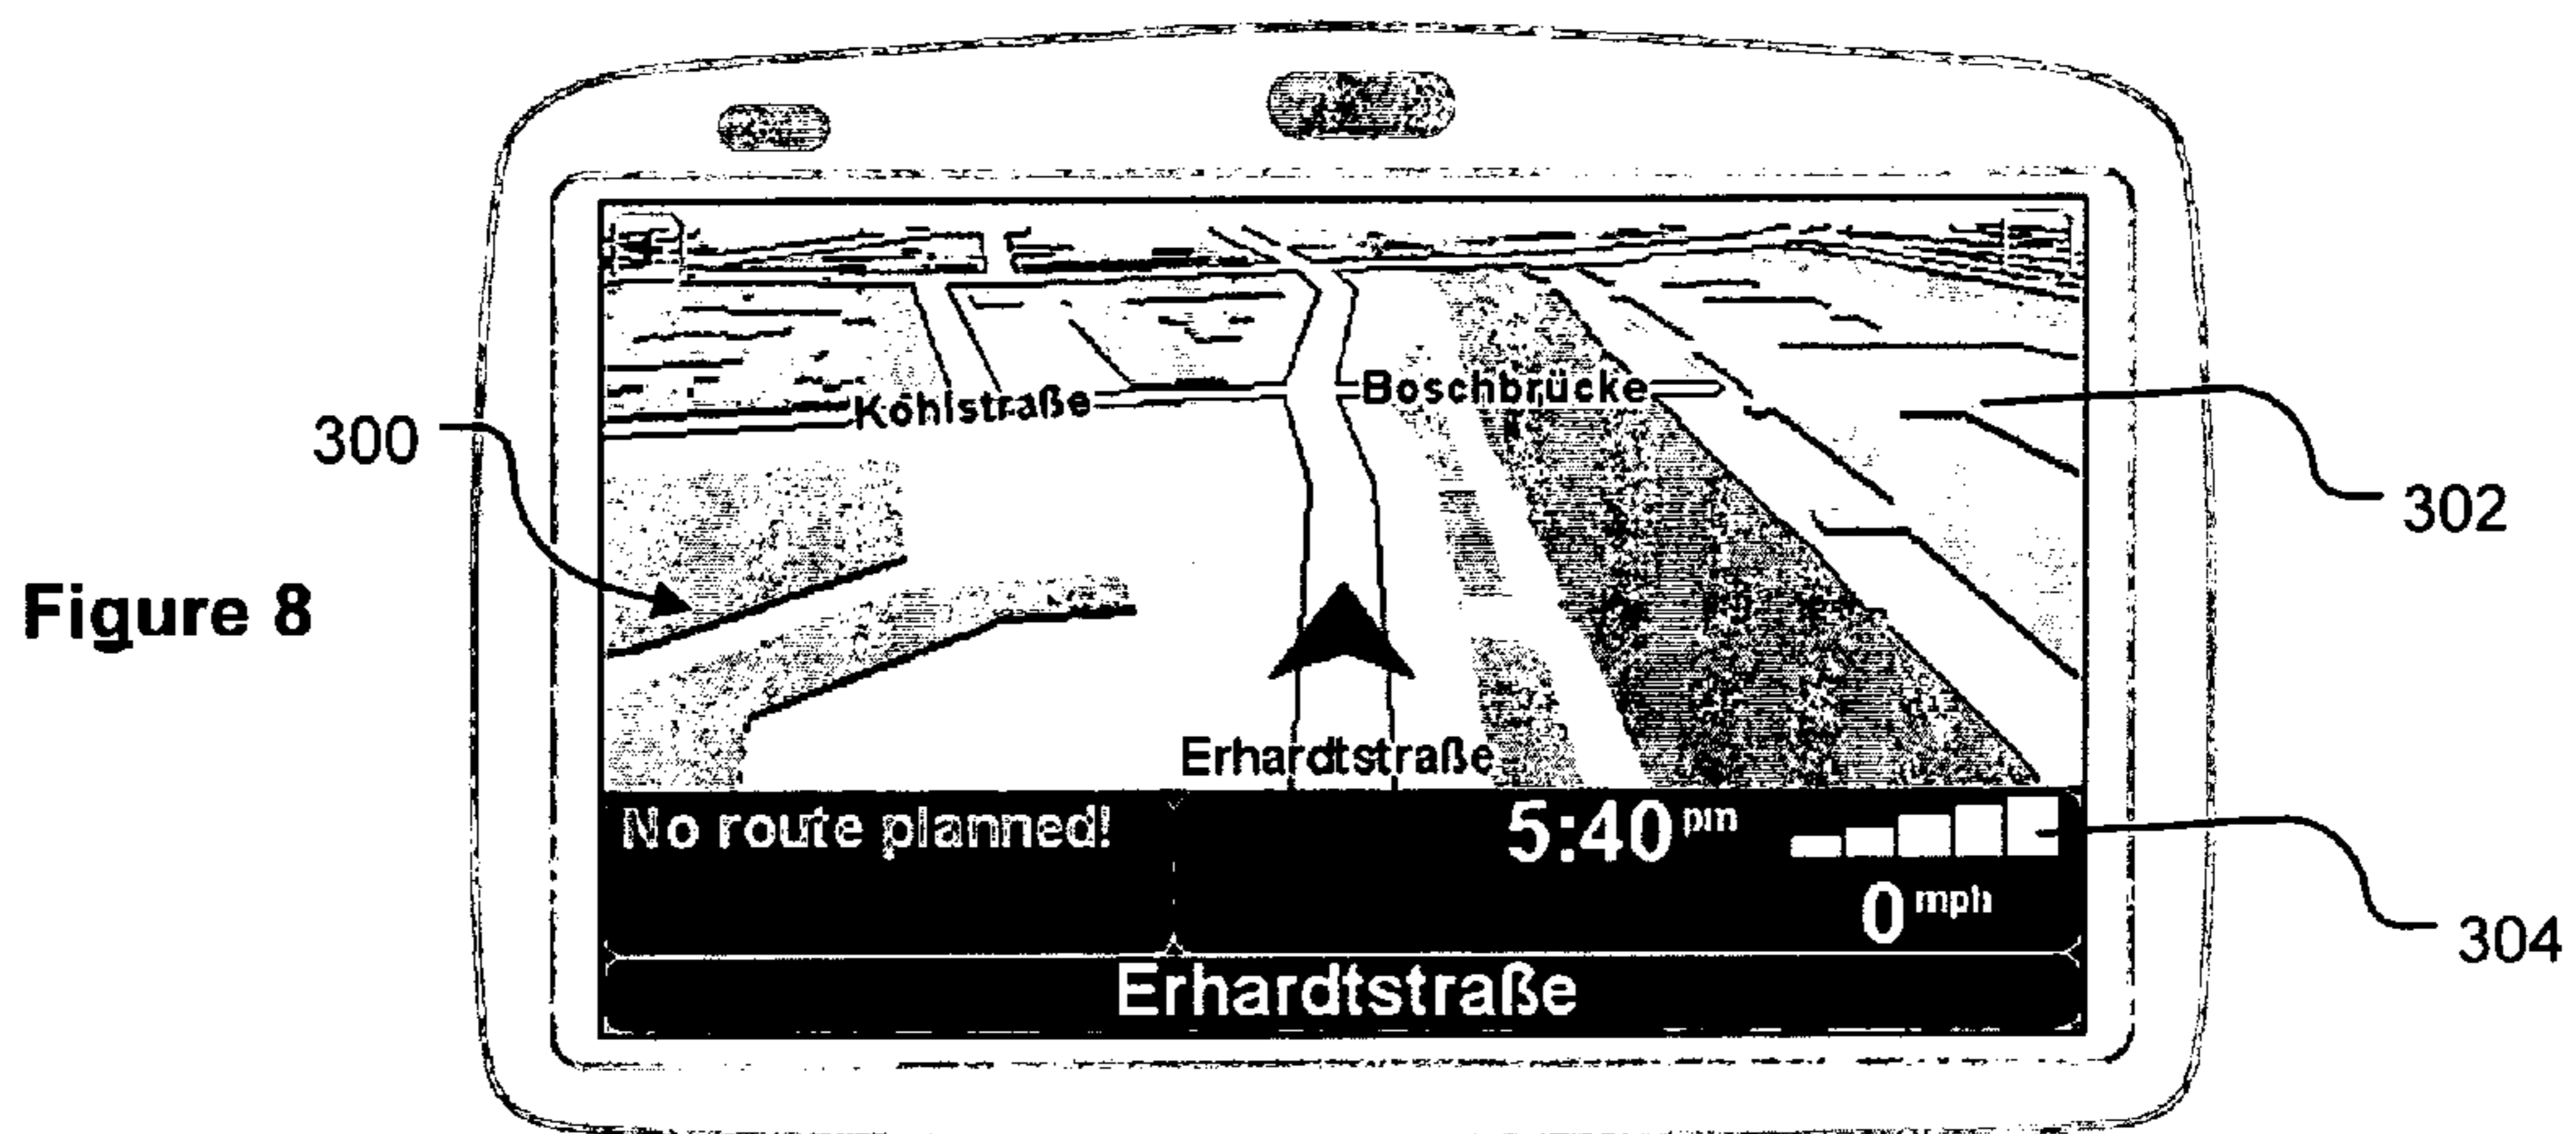 Kohlstraße
Boschbrücke
300
302
Figure 8
Erhardtstraße
No route planned!
5:40 pm
0 mph
304
Erhardtstraße